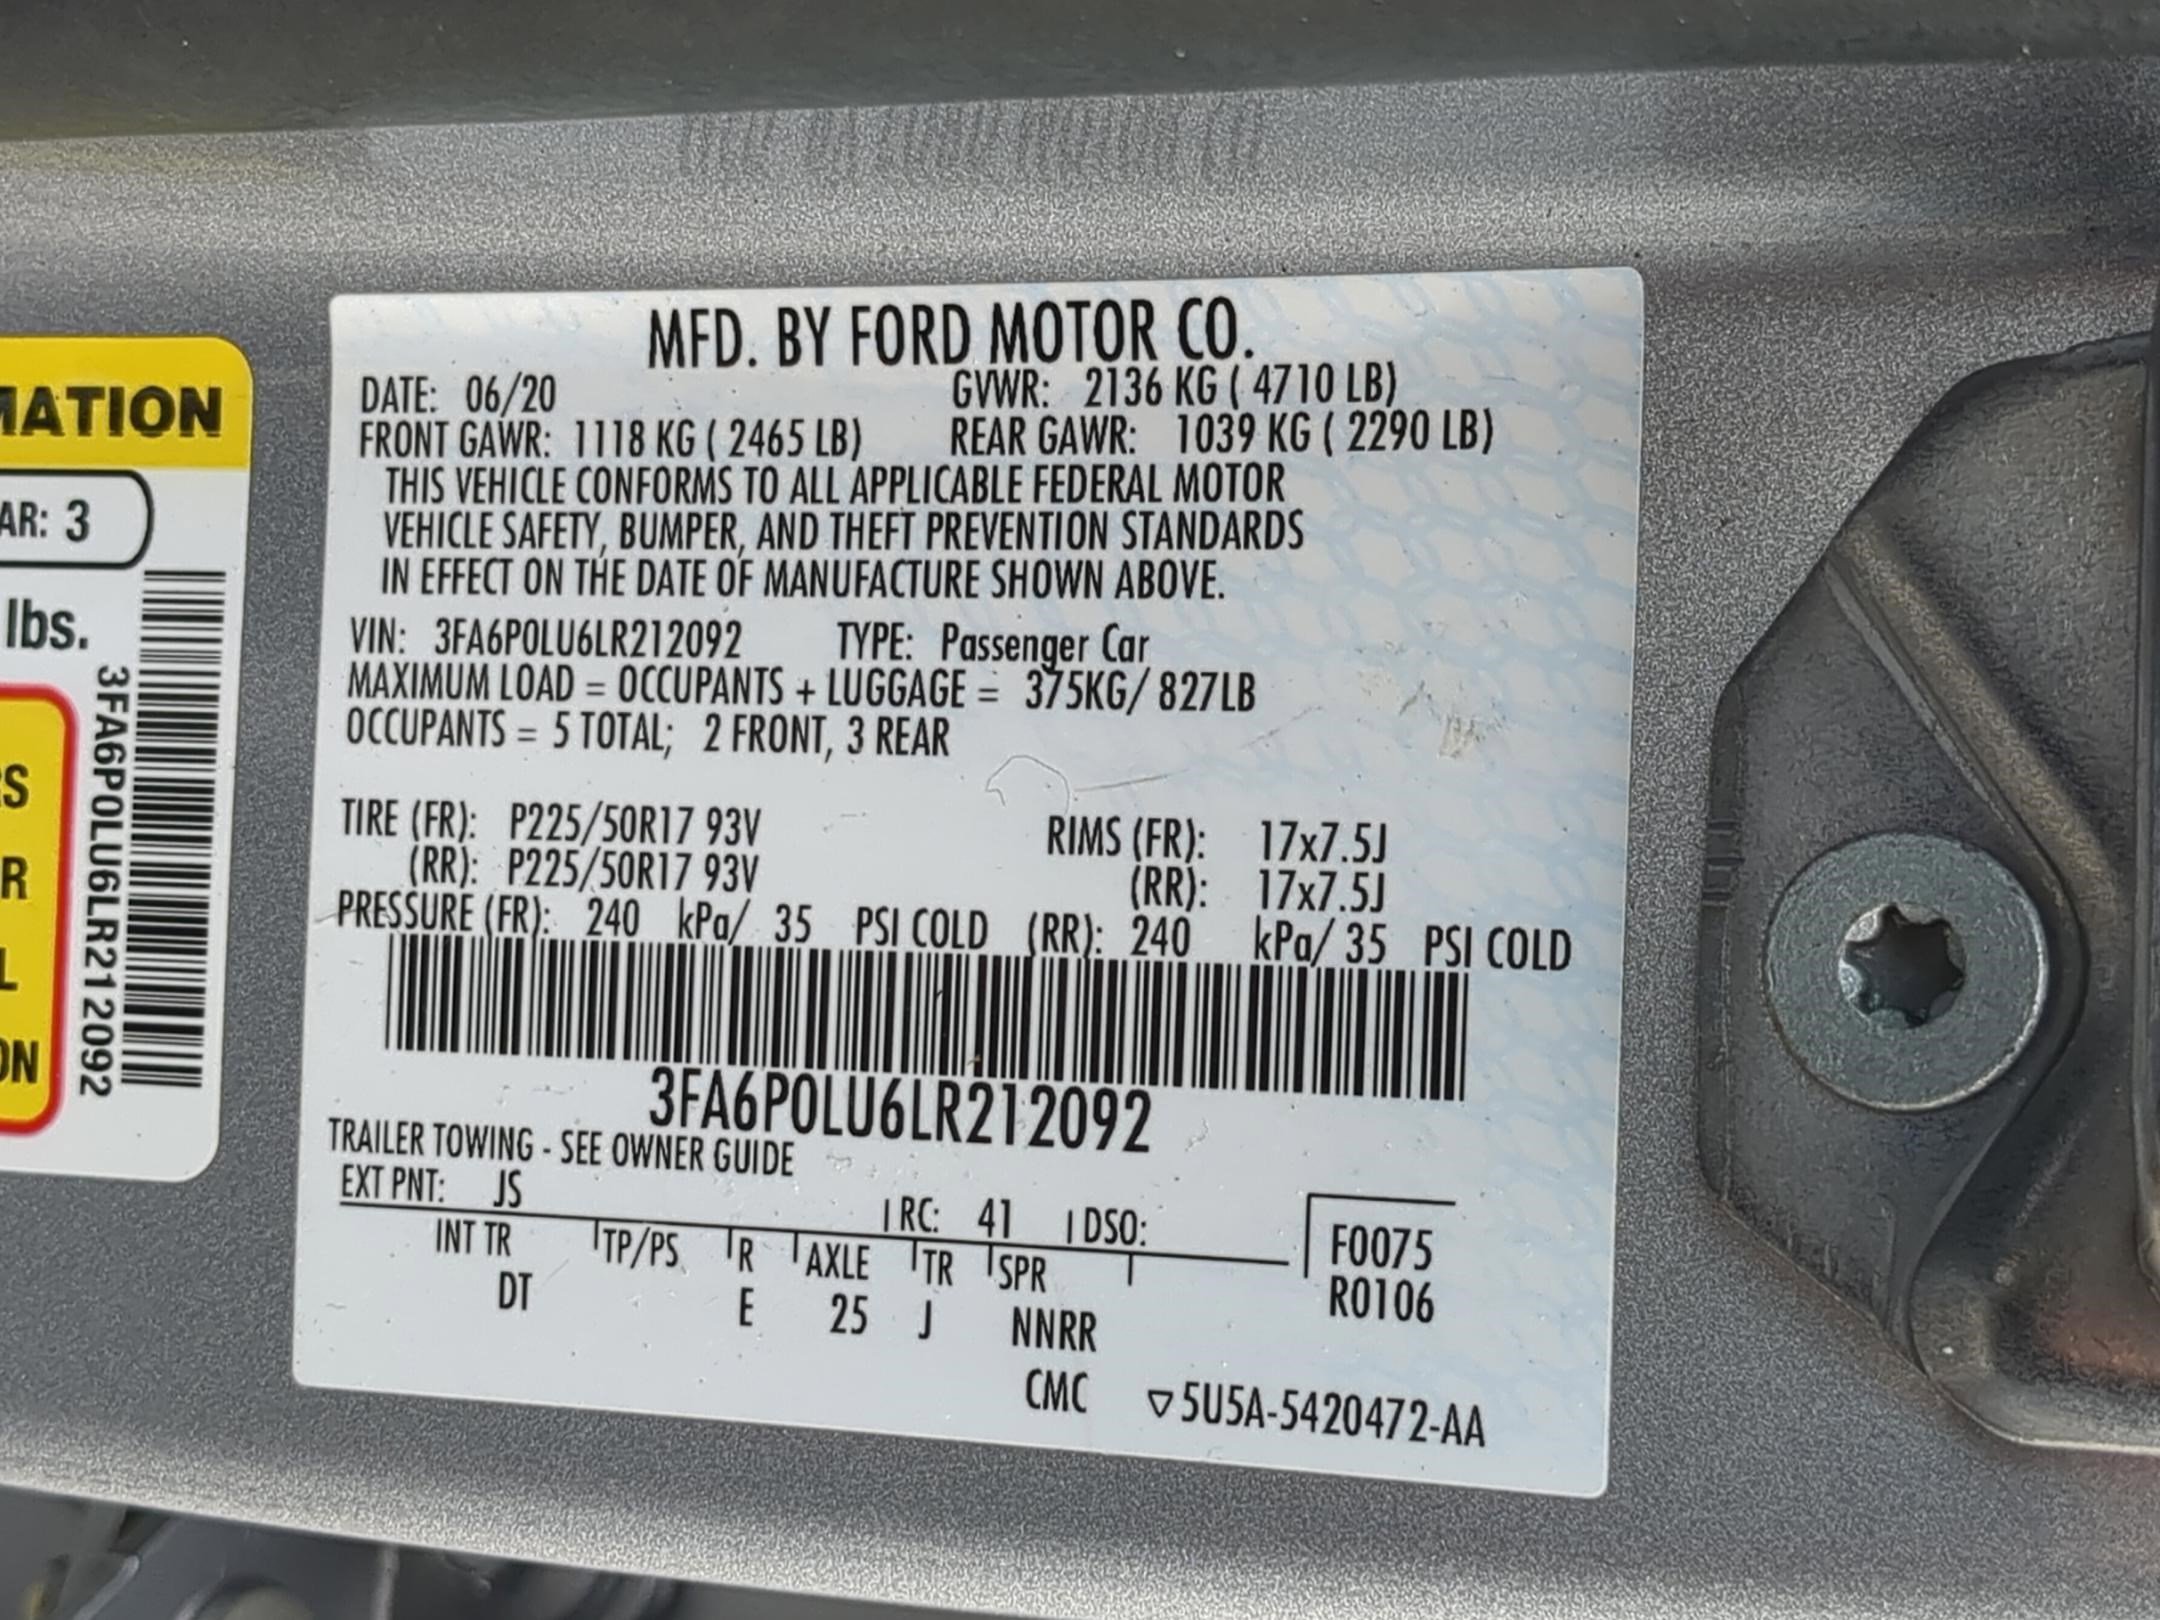 MFD. BY FORD MOTOR CO.
DATE: 06/20 GVWR: 2136 KG ( 4710 LB)
FRONT GAWR: 1118 KG ( 2465 LB) REAR GAWR: 1039 KG ( 2290 LB)
THIS VEHICLE CONFORMS TO ALL APPLICABLE FEDERAL MOTOR
VEHICLE SAFETY, BUMPER, AND THEFT PREVENTION STANDARDS
IN EFFECT ON THE DATE OF MANUFACTURE SHOWN ABOVE.
VIN: 3FA6P0LU6LR212092 TYPE: Passenger Car
MAXIMUM LOAD = OCCUPANTS + LUGGAGE = 375KG/ 827LB
OCCUPANTS = 5 TOTAL; 2 FRONT, 3 REAR
TIRE (FR): P225/50R17 93V RIMS (FR): 17x7.5J
(RR): P225/50R17 93V (RR): 17x7.5J
PRESSURE (FR): 240 kPa/ 35 PSI COLD (RR): 240 kPa/ 35 PSI COLD
3FA6P0LU6LR212092
TRAILER TOWING - SEE OWNER GUIDE
EXT PNT: JS RC: 41 DSO:
INT TR TP/PS R AXLE TR SPR
DT E 25 J NNRR
F0075
R0106
CMC ▽5U5A-5420472-AA
MATION
AR: 3
lbs.
RS
R
L
ON
3FA6P0LU6LR212092